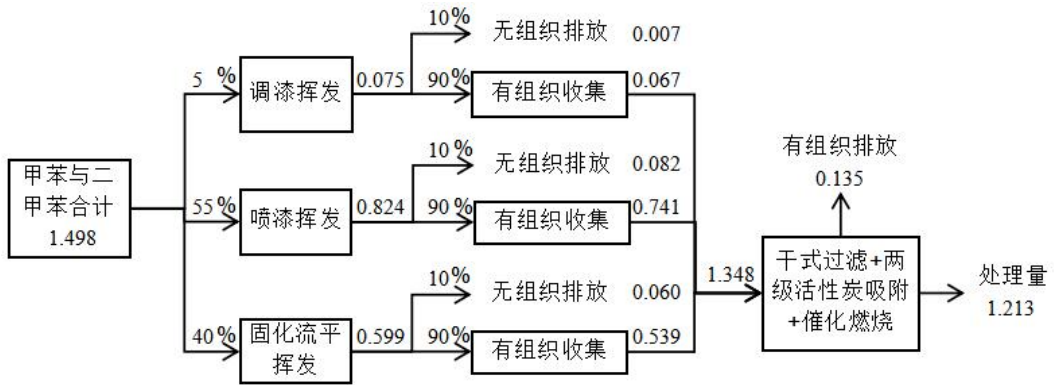 10%
无组织排放 0.007
5 %
调漆挥发
0.075
90%
有组织收集
0.067
甲苯与二
甲苯合计
1.498
10%
无组织排放 0.082
55%
喷漆挥发
0.824
90%
有组织收集
0.741
10%
无组织排放 0.060
40%
固化流平
挥发
0.599
90%
有组织收集
0.539
1.348
有组织排放
0.135
干式过滤+两
级活性炭吸附
+催化燃烧
处理量
1.213